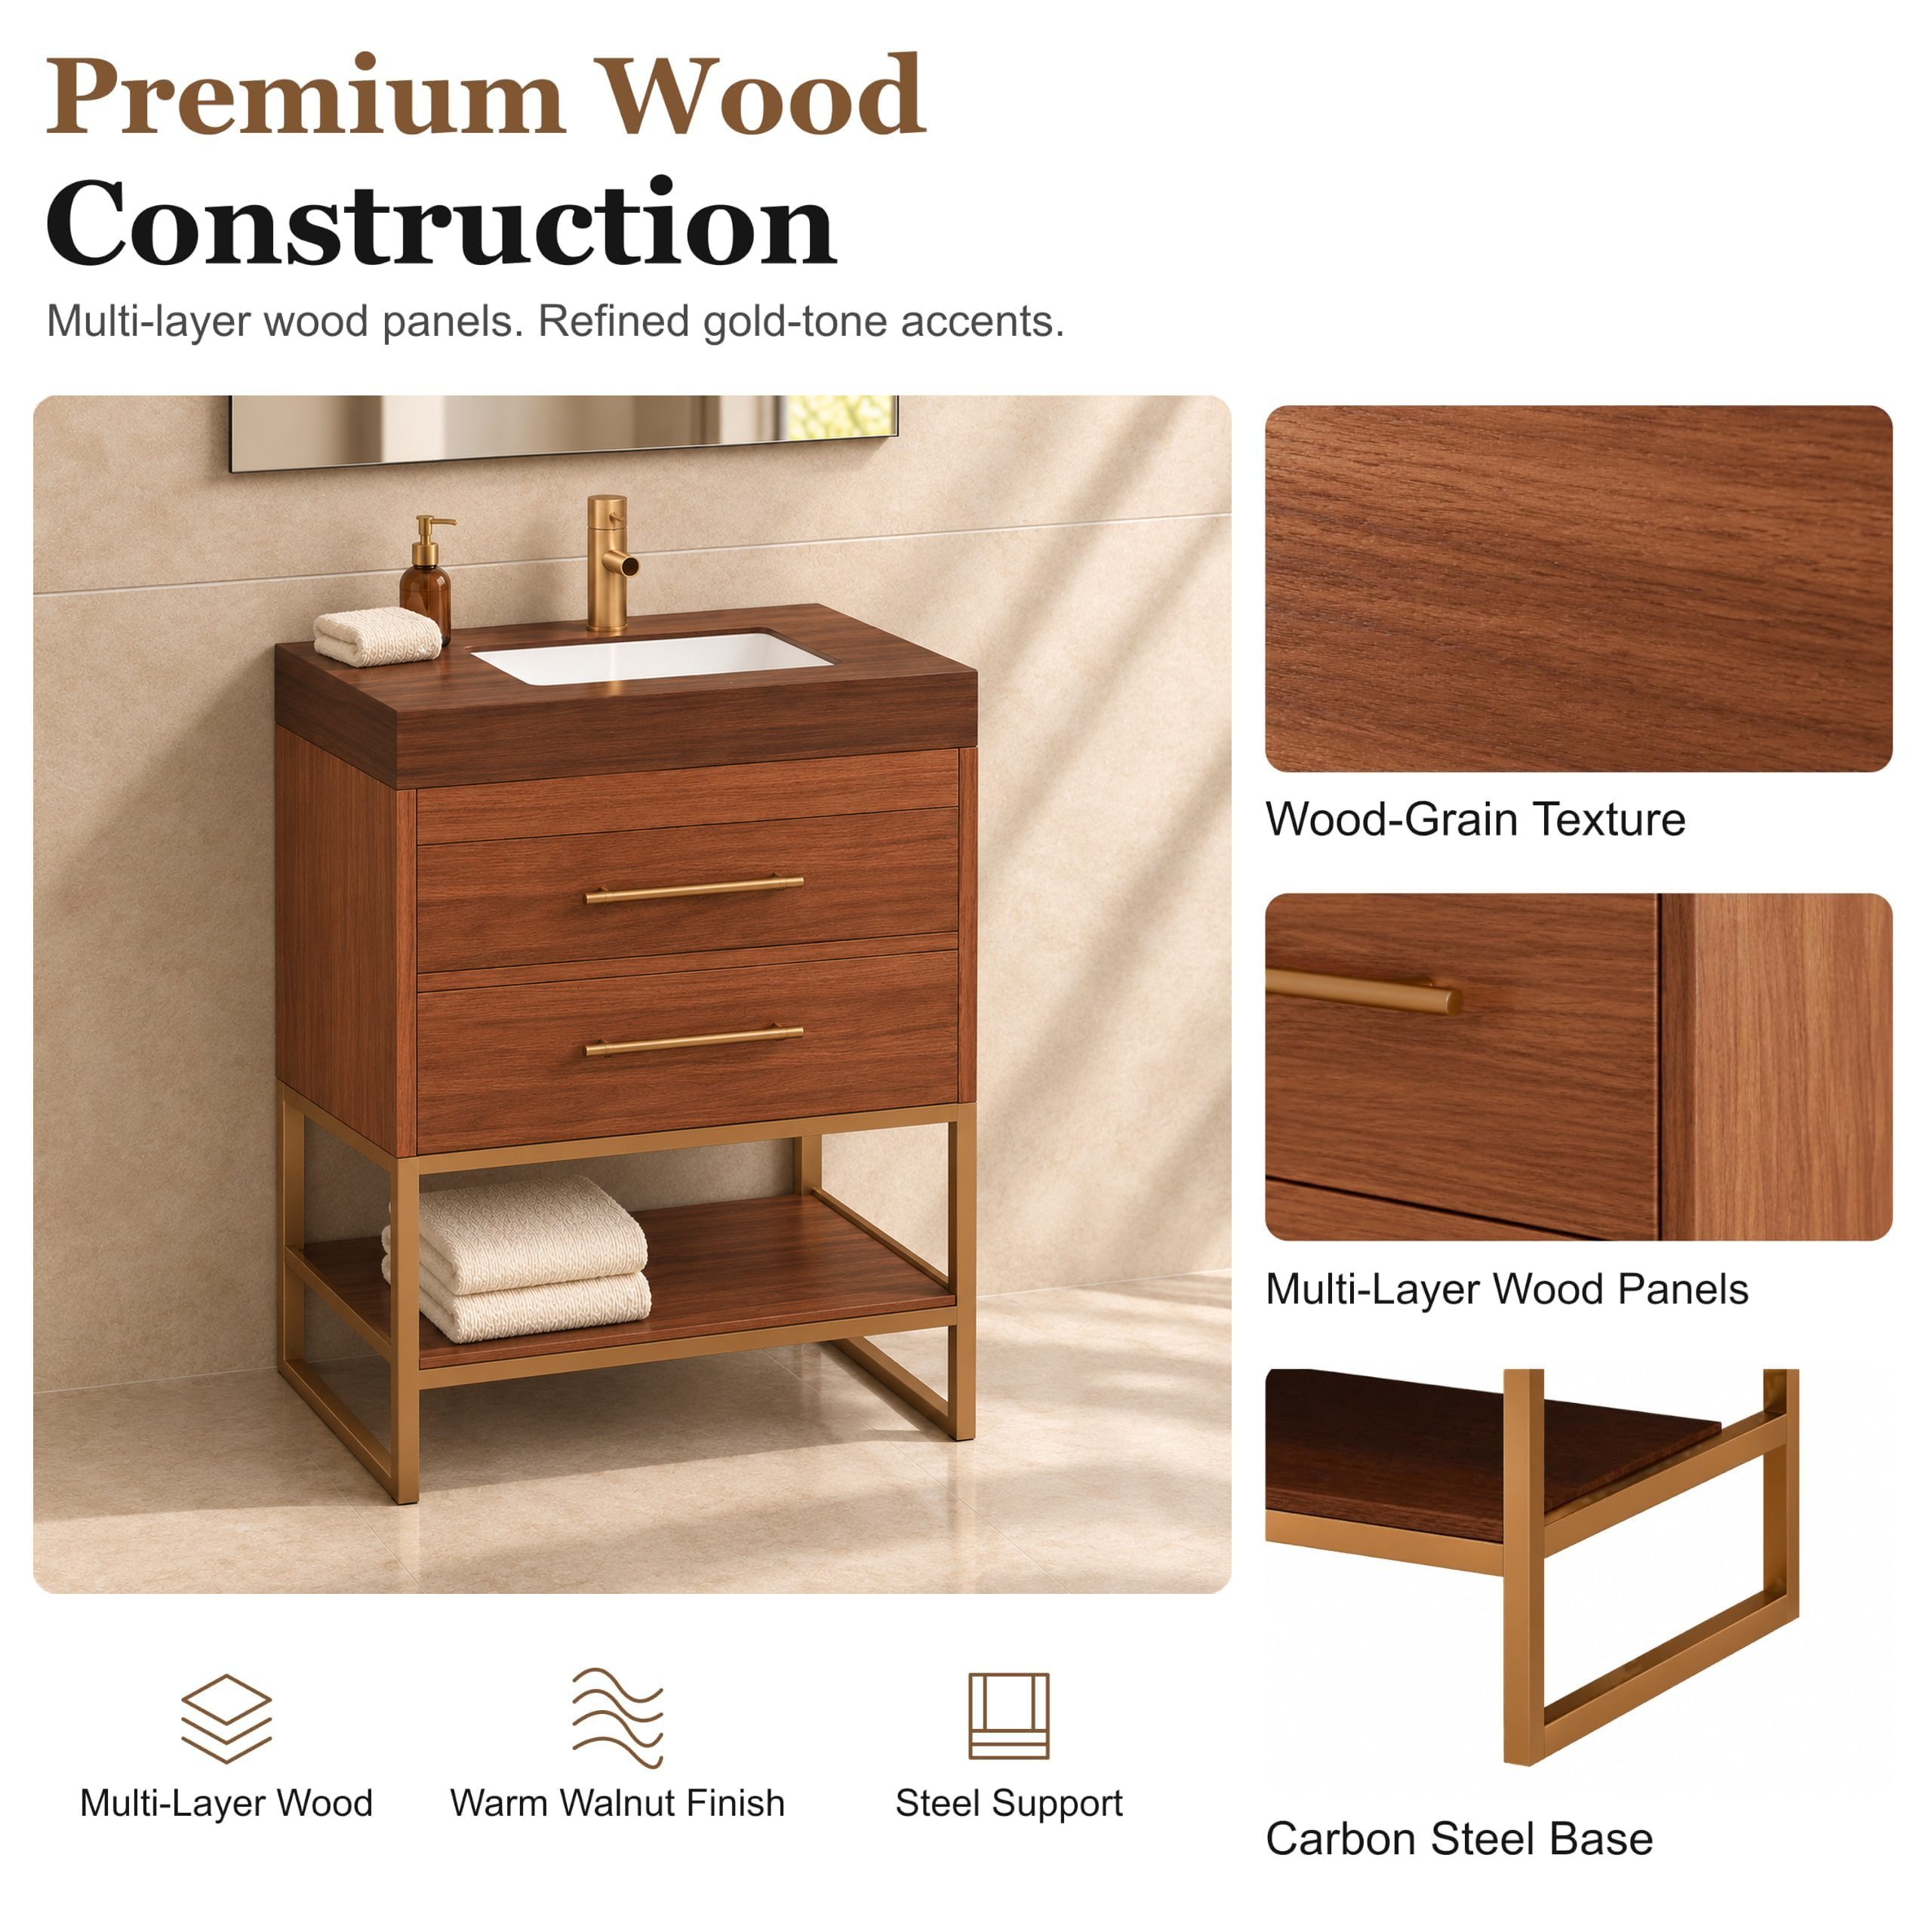 Premium Wood
Construction
Multi-layer wood panels. Refined gold-tone accents.
Wood-Grain Texture
Multi-Layer Wood Panels
Carbon Steel Base
Multi-Layer Wood
Warm Walnut Finish
Steel Support